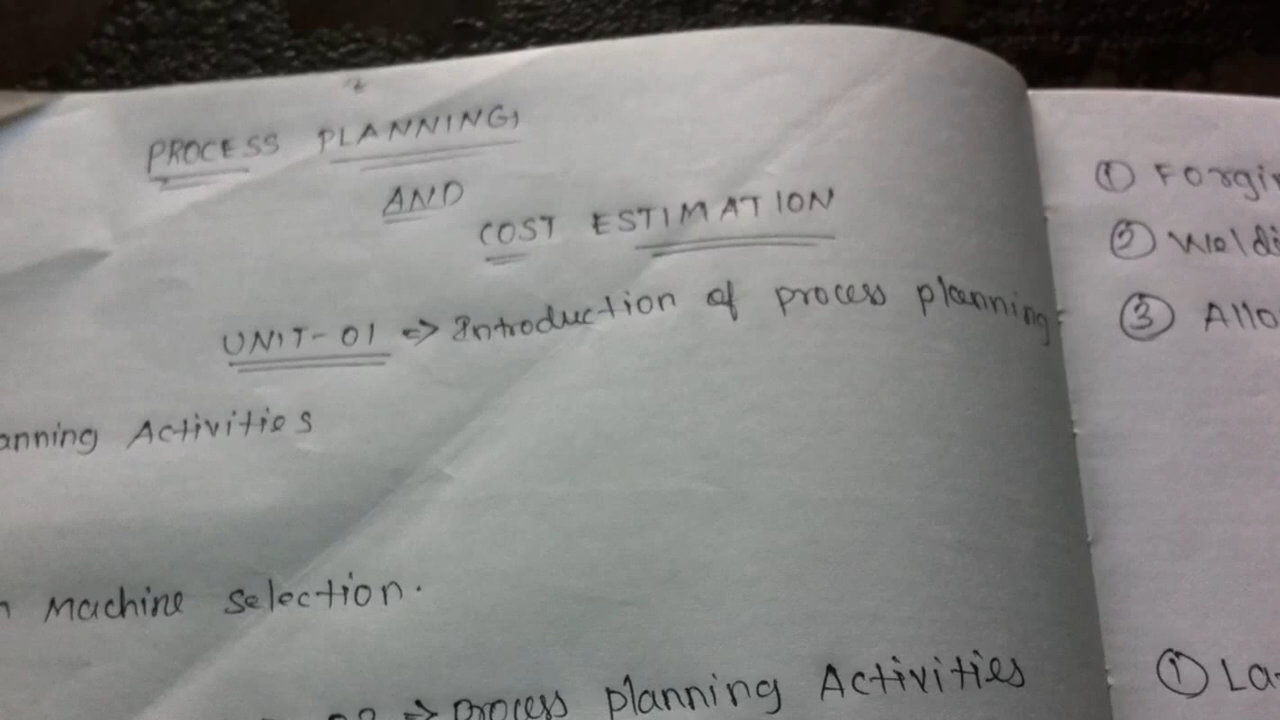 PROCESS PLANNING
AND
COST ESTIMATION
UNIT-01 => Introduction of process planning
anning Activities
Machine selection.
=> process planning Activities
① Forgi
② Weldi
③ Allo
① La